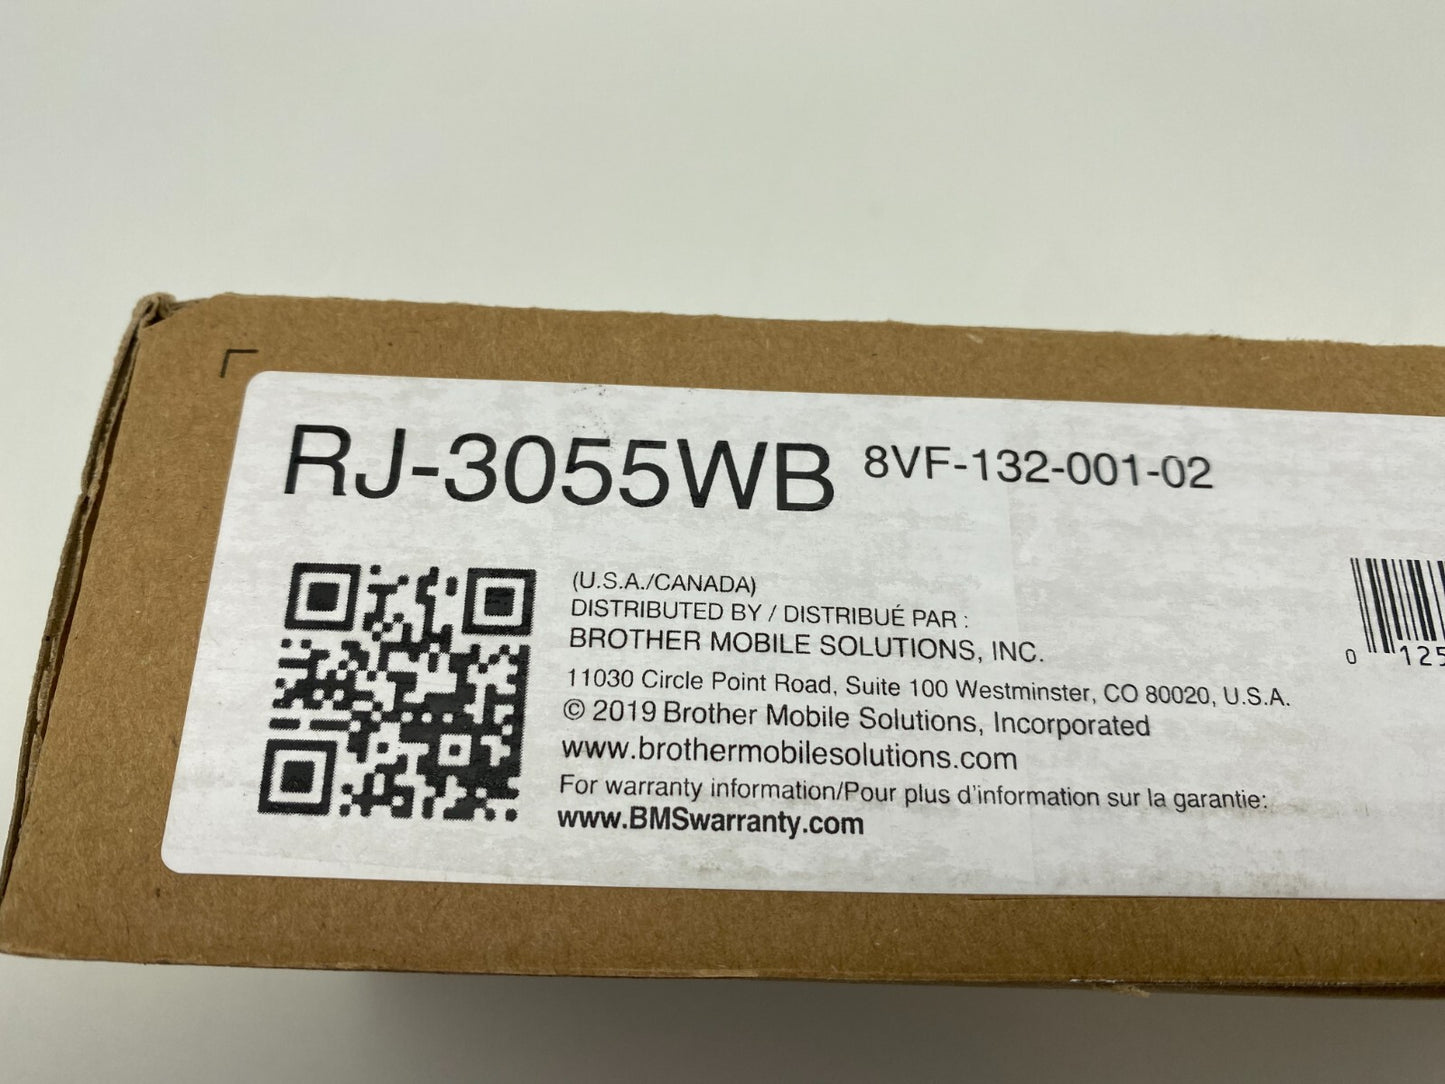 RJ-3055WB 8VF-132-001-02
(U.S.A./CANADA)
DISTRIBUTED BY / DISTRIBUÉ PAR :
BROTHER MOBILE SOLUTIONS, INC.
11030 Circle Point Road, Suite 100 Westminster, CO 80020, U.S.A.
© 2019 Brother Mobile Solutions, Incorporated
www.brothermobilesolutions.com
For warranty information/Pour plus d'information sur la garantie:
www.BMSwarranty.com
0 125